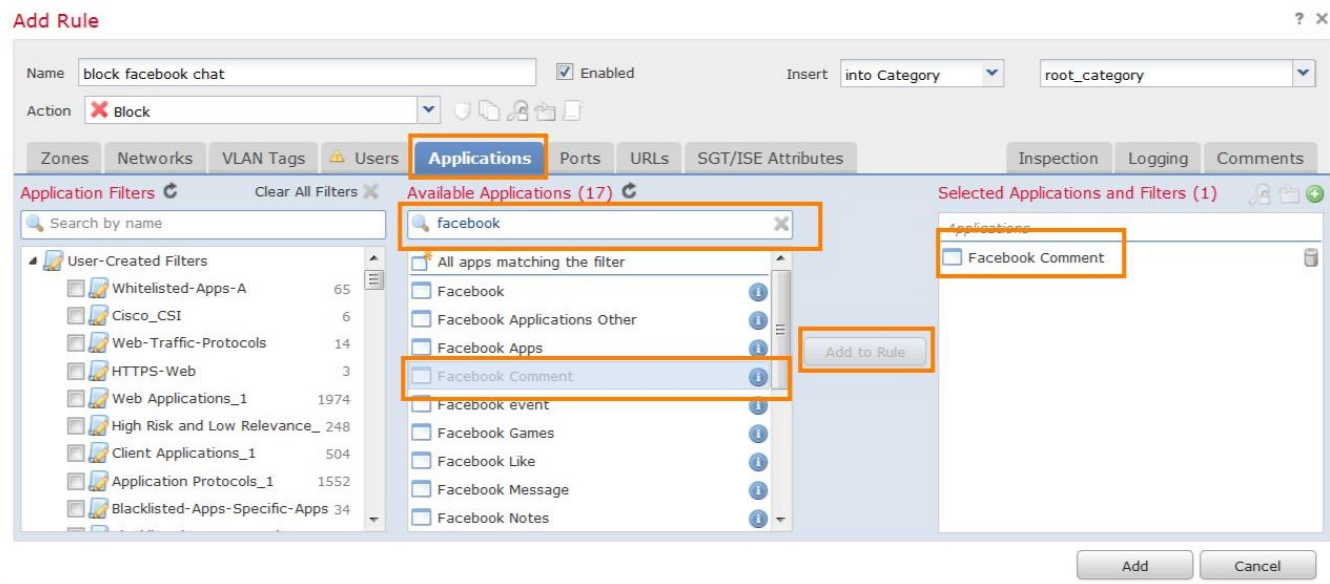 Add Rule ?
Name block facebook chat Enabled Insert into Category root_category
Action Block
Zones Networks VLAN Tags Users Applications Ports URLs SGT/ISE Attributes Inspection Logging Comments
Application Filters Clear All Filters Available Applications (17) Selected Applications and Filters (1)
Search by name
facebook
Applications
User-Created Filters
All apps matching the filter
Facebook Comment
Whitelisted-Apps-A 65
Facebook
Cisco_CSI 6
Facebook Applications Other
Web-Traffic-Protocols 14
Facebook Apps
Add to Rule
HTTPS-Web 3
Facebook Comment
Web Applications_1 1974
Facebook event
High Risk and Low Relevance_ 248
Facebook Games
Client Applications_1 504
Facebook Like
Application Protocols_1 1552
Facebook Message
Blacklisted-Apps-Specific-Apps 34
Facebook Notes
Add Cancel